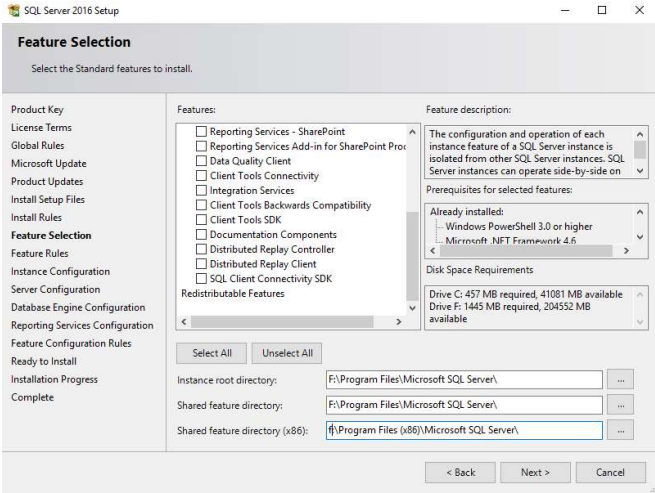 SQL Server 2016 Setup
Feature Selection
Select the Standard features to install.
Product Key
License Terms
Global Rules
Microsoft Update
Product Updates
Install Setup Files
Install Rules
Feature Selection
Feature Rules
Instance Configuration
Server Configuration
Database Engine Configuration
Reporting Services Configuration
Feature Configuration Rules
Ready to Install
Installation Progress
Complete
Features:
Reporting Services - SharePoint
Reporting Services Add-in for SharePoint Proc
Data Quality Client
Client Tools Connectivity
Integration Services
Client Tools Backwards Compatibility
Client Tools SDK
Documentation Components
Distributed Replay Controller
Distributed Replay Client
SQL Client Connectivity SDK
Redistributable Features
Feature description:
The configuration and operation of each
instance feature of a SQL Server instance is
isolated from other SQL Server instances. SQL
Server instances can operate side-by-side on
Prerequisites for selected features:
Already installed:
Windows PowerShell 3.0 or higher
Microsoft .NET Framework 4.6
Disk Space Requirements
Drive C: 457 MB required, 41081 MB available
Drive F: 1445 MB required, 204552 MB
available
Select All
Unselect All
Instance root directory:
F:\Program Files\Microsoft SQL Server\
...
Shared feature directory:
F:\Program Files\Microsoft SQL Server\
...
Shared feature directory (x86):
f:\Program Files (x86)\Microsoft SQL Server\
...
< Back
Next >
Cancel